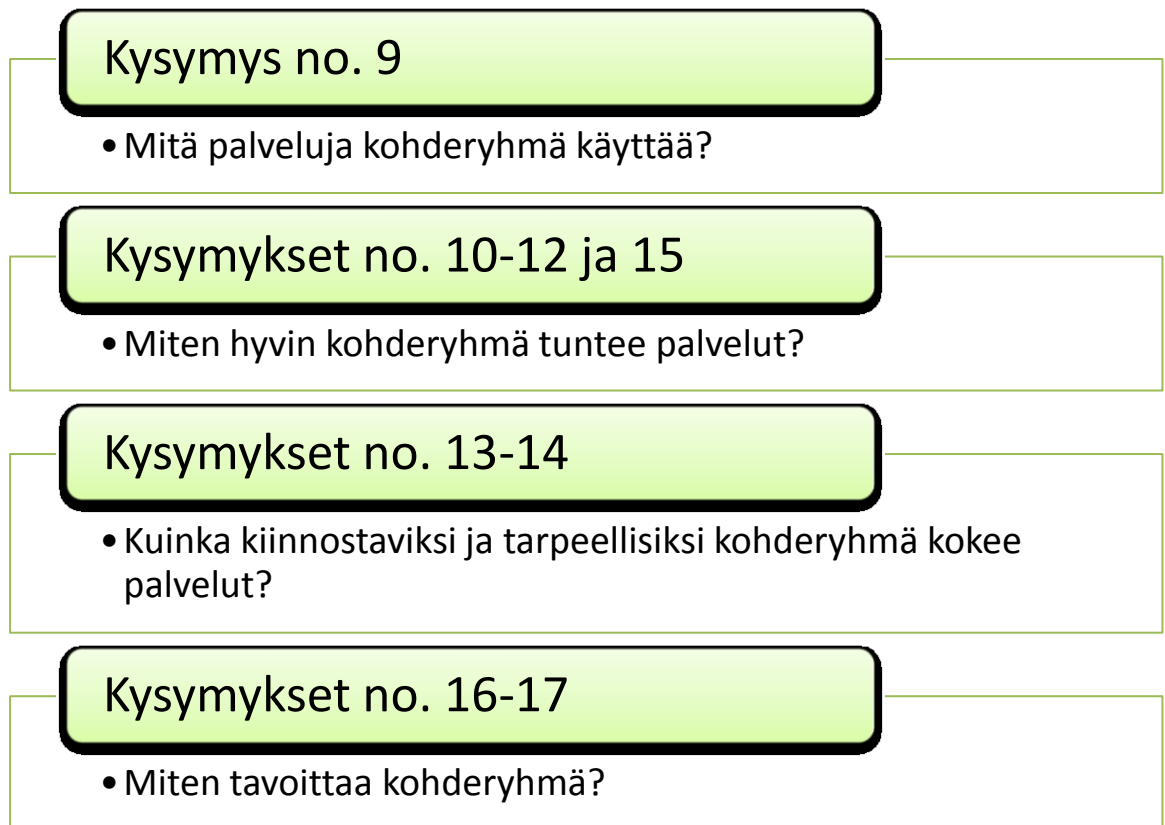 Kysymys no. 9
•Mitä palveluja kohderyhmä käyttää?
Kysymykset no. 10-12 ja 15
•Miten hyvin kohderyhmä tuntee palvelut?
Kysymykset no. 13-14
•Kuinka kiinnostaviksi ja tarpeellisiksi kohderyhmä kokee
palvelut?
Kysymykset no. 16-17
•Miten tavoittaa kohderyhmä?